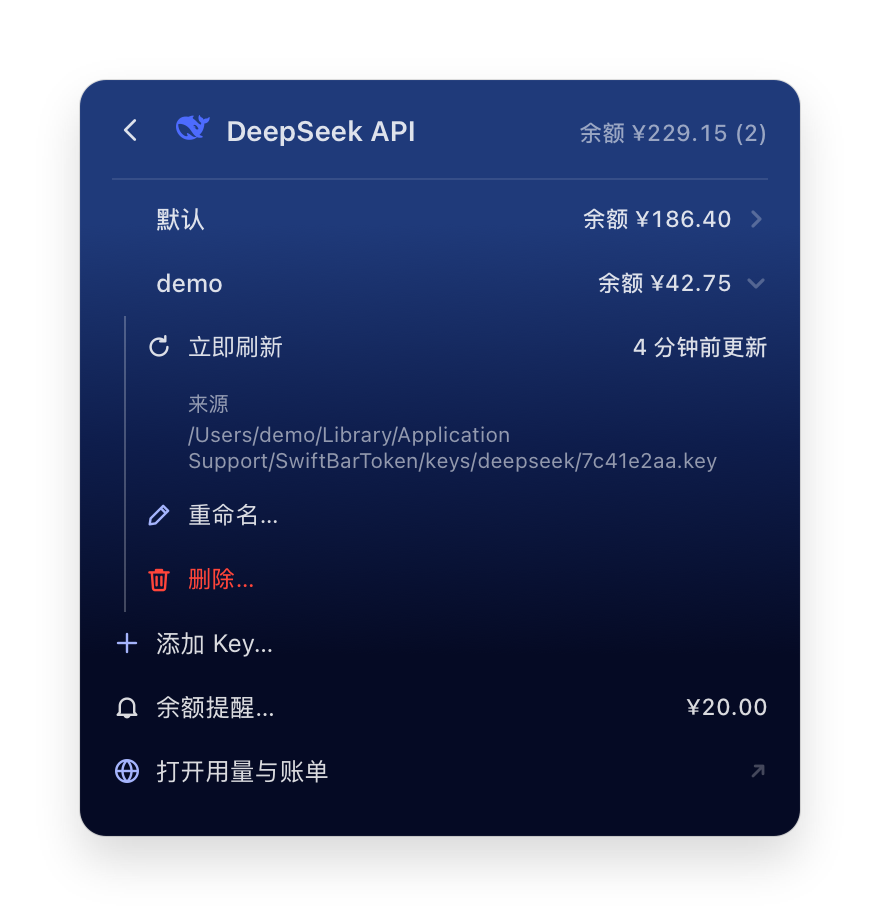 DeepSeek API 余额 ¥229.15 (2)
默认 余额 ¥186.40
demo 余额 ¥42.75
立即刷新 4 分钟前更新
来源
/Users/demo/Library/Application
Support/SwiftBarToken/keys/deepseek/7c41e2aa.key
重命名...
删除...
添加 Key...
余额提醒... ¥20.00
打开用量与账单